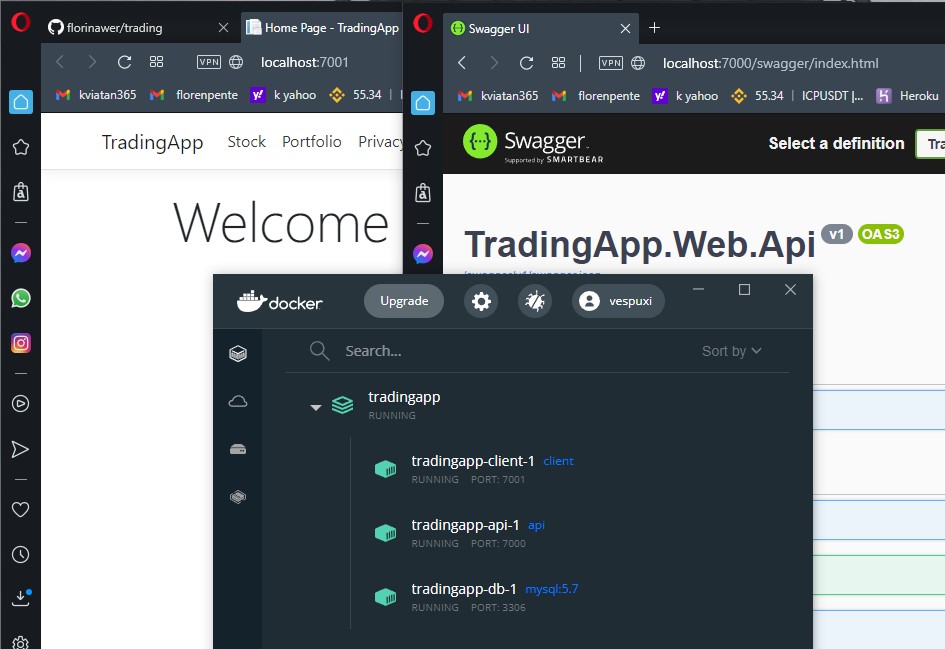 florinawer/trading
Home Page - TradingApp
VPN
localhost:7001
kviatan365
florenpente
k yahoo
55.34
TradingApp
Stock
Portfolio
Privacy
Welcome
Swagger UI
VPN
localhost:7000/swagger/index.html
kviatan365
florenpente
k yahoo
55.34
ICPUSDT |...
Heroku
Swagger.
Supported by SMARTBEAR
Select a definition
Tra
TradingApp.Web.Api
v1
OAS3
docker
Upgrade
vespuxi
Search...
Sort by
tradingapp
RUNNING
tradingapp-client-1 client
RUNNING PORT: 7001
tradingapp-api-1 api
RUNNING PORT: 7000
tradingapp-db-1 mysql:5.7
RUNNING PORT: 3306